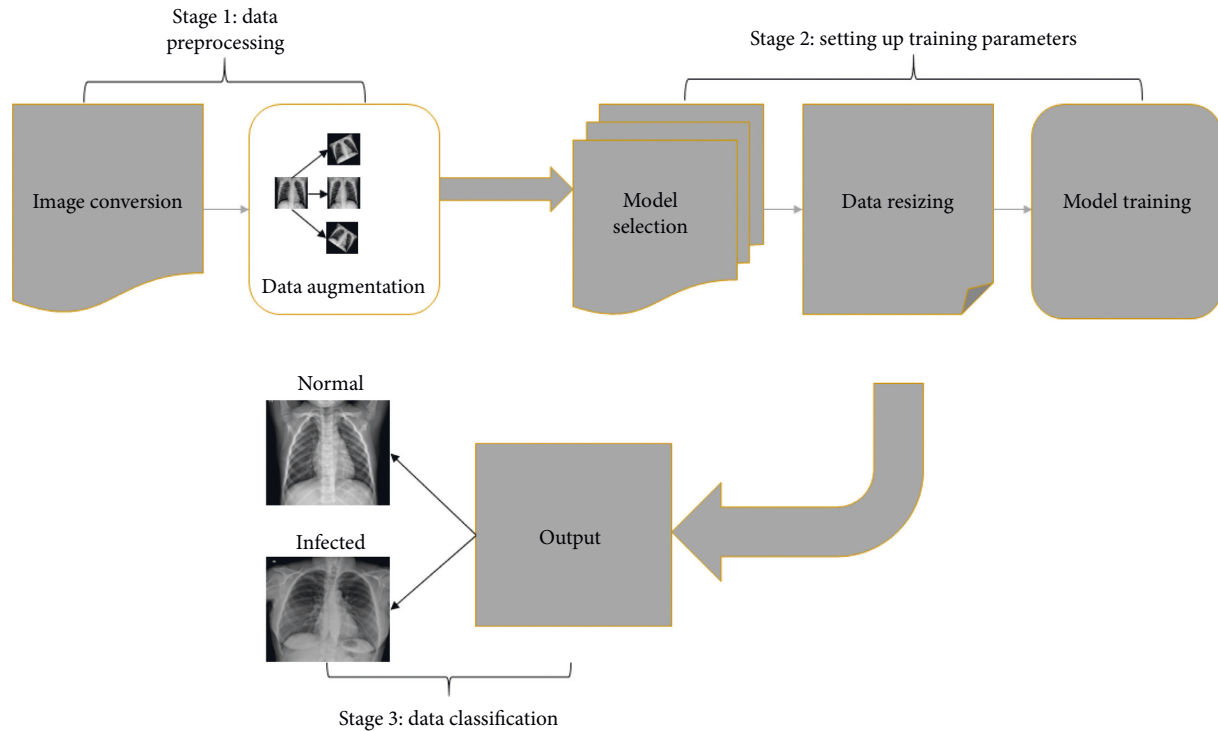 Stage 1: data
preprocessing
Stage 2: setting up training parameters
Image conversion
Data augmentation
Model
selection
Data resizing
Model training
Normal
Infected
Output
Stage 3: data classification